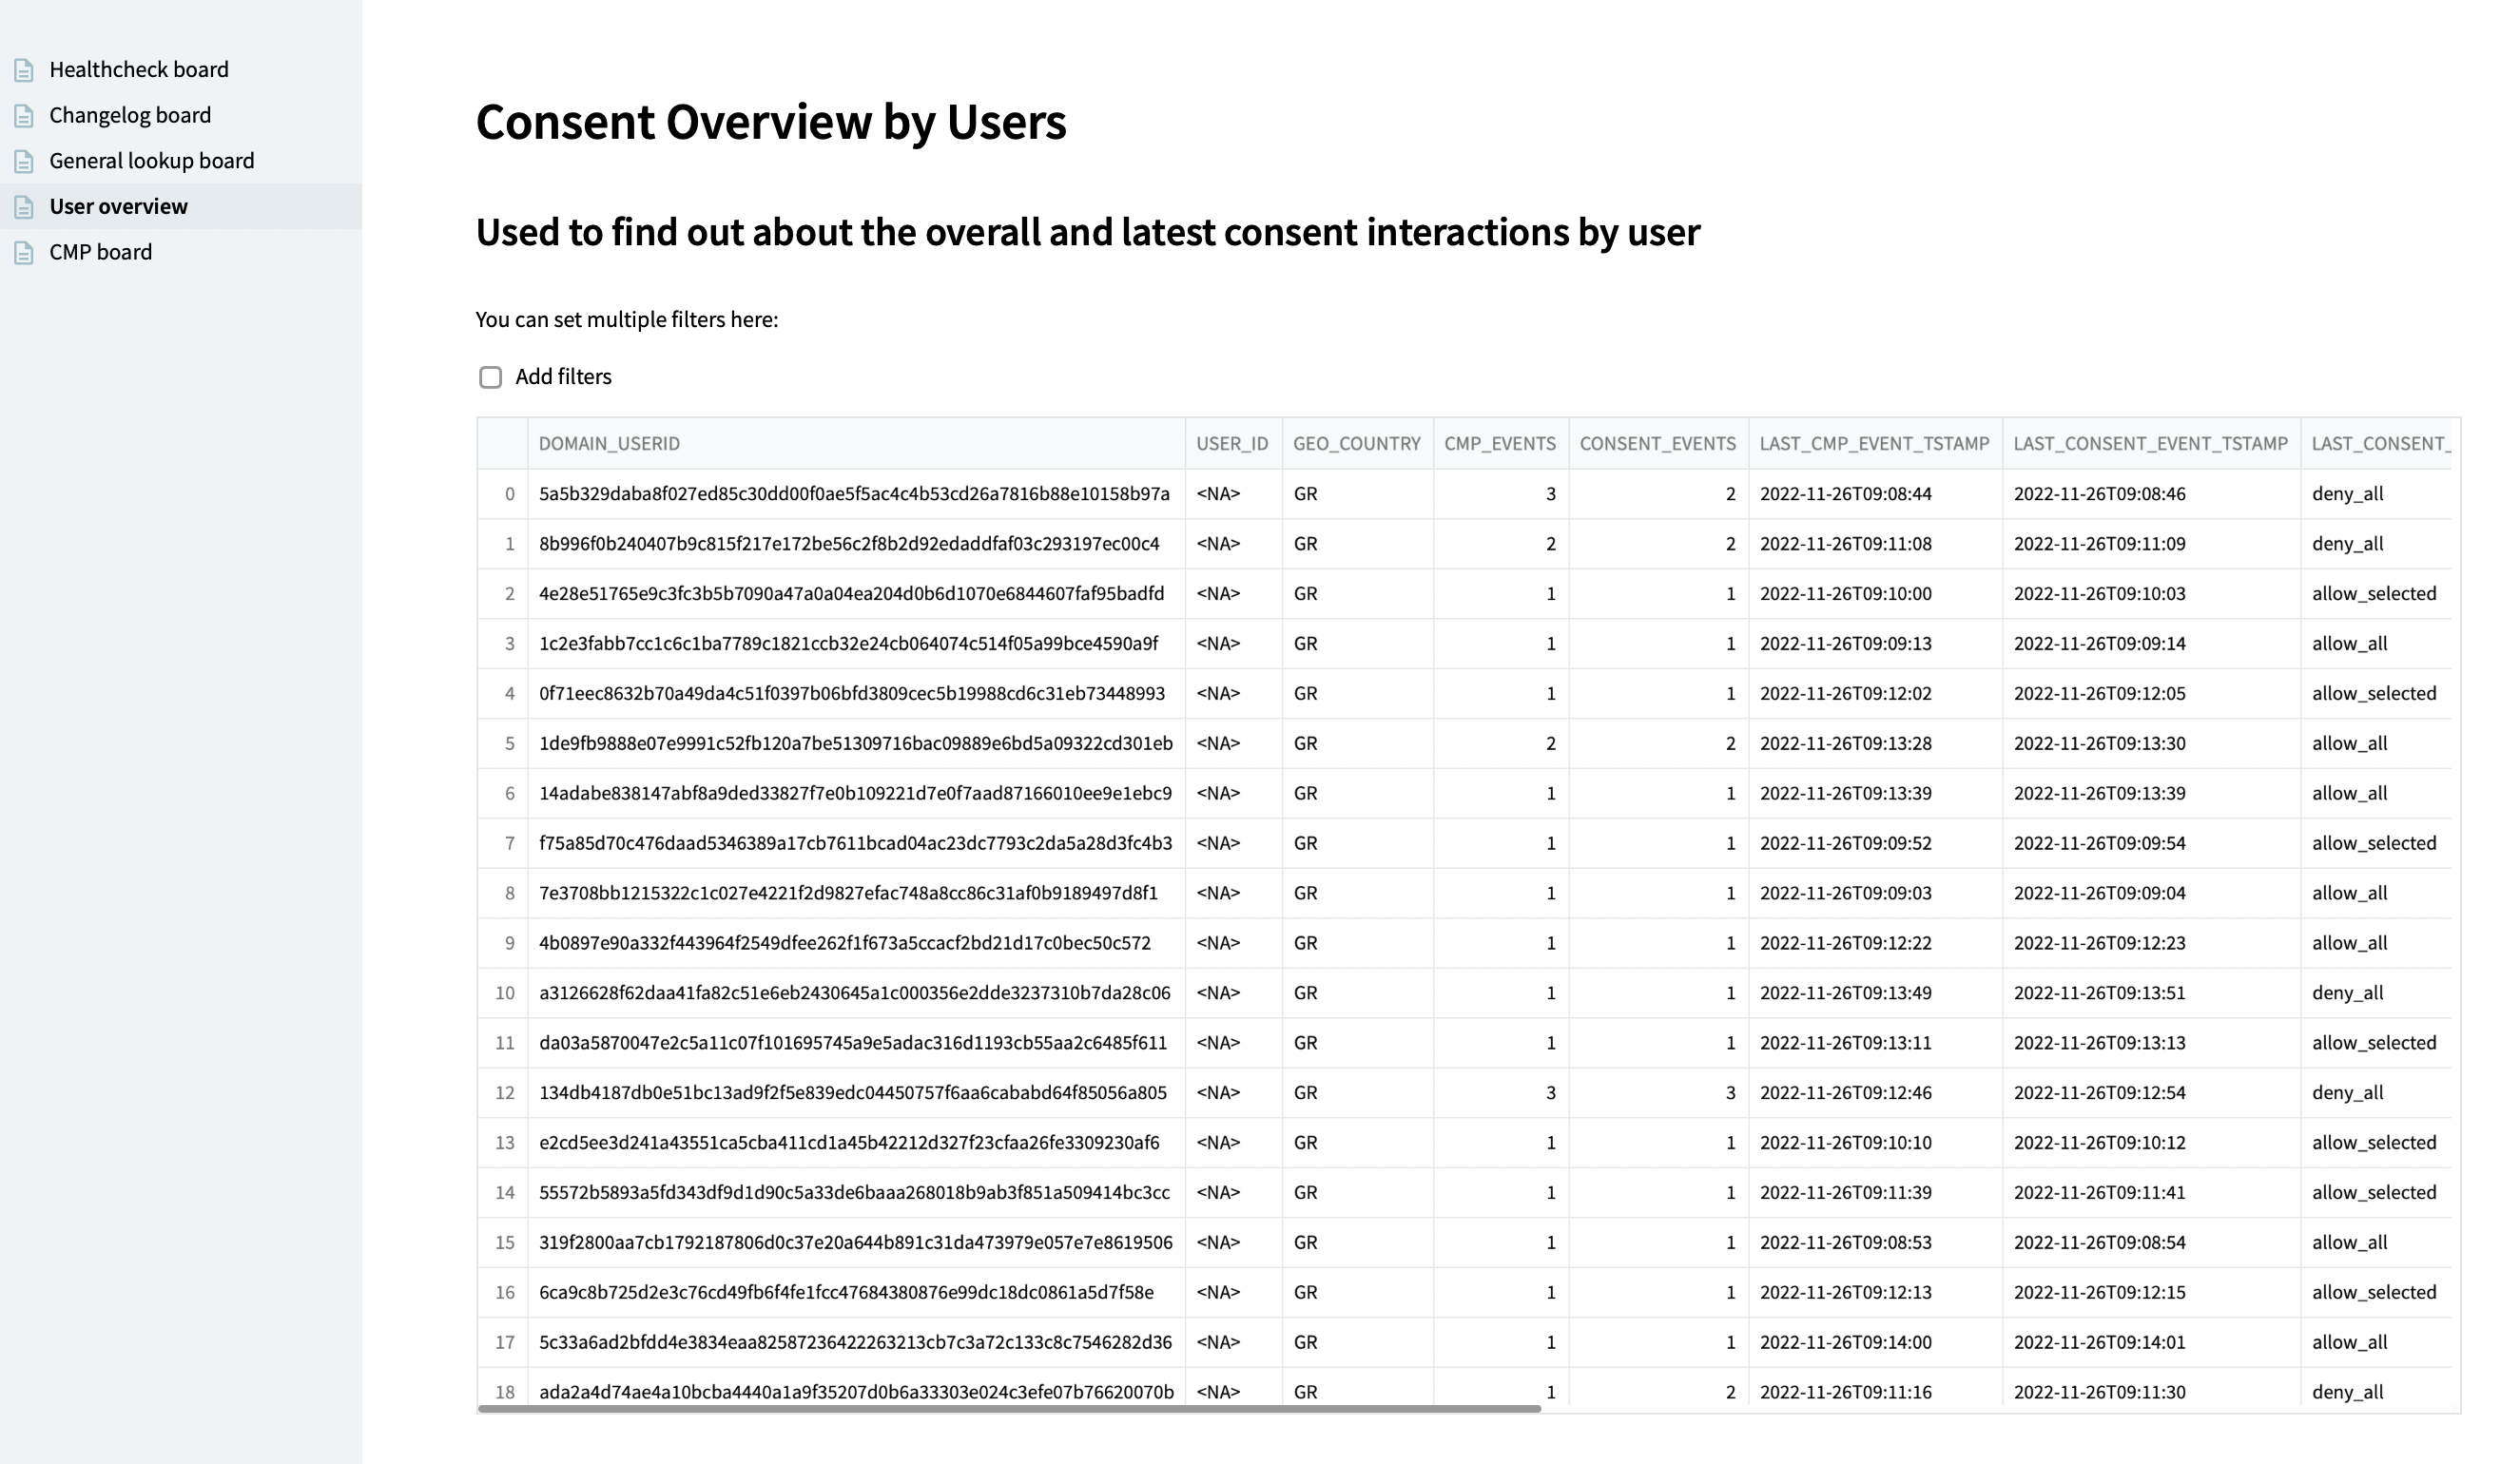 Healthcheck board
Changelog board
General lookup board
User overview
CMP board
Consent Overview by Users
Used to find out about the overall and latest consent interactions by user
You can set multiple filters here:
Add filters
DOMAIN_USERID USER_ID GEO_COUNTRY CMP_EVENTS CONSENT_EVENTS LAST_CMP_EVENT_TSTAMP LAST_CONSENT_EVENT_TSTAMP LAST_CONSENT_
0 5a5b329daba8f027ed85c30dd00f0ae5f5ac4c4b53cd26a7816b88e10158b97a <NA> GR 3 2 2022-11-26T09:08:44 2022-11-26T09:08:46 deny_all
1 8b996f0b240407b9c815f217e172be56c2f8b2d92edaddfaf03c293197ec00c4 <NA> GR 2 2 2022-11-26T09:11:08 2022-11-26T09:11:09 deny_all
2 4e28e51765e9c3fc3b5b7090a47a0a04ea204d0b6d1070e6844607faf95badfd <NA> GR 1 1 2022-11-26T09:10:00 2022-11-26T09:10:03 allow_selected
3 1c2e3fabb7cc1c6c1ba7789c1821ccb32e24cb064074c514f05a99bce4590a9f <NA> GR 1 1 2022-11-26T09:09:13 2022-11-26T09:09:14 allow_all
4 0f71eec8632b70a49da4c51f0397b06bfd3809cec5b19988cd6c31eb73448993 <NA> GR 1 1 2022-11-26T09:12:02 2022-11-26T09:12:05 allow_selected
5 1de9fb9888e07e9991c52fb120a7be51309716bac09889e6bd5a09322cd301eb <NA> GR 2 2 2022-11-26T09:13:28 2022-11-26T09:13:30 allow_all
6 14adabe838147abf8a9ded33827f7e0b109221d7e0f7aad87166010ee9e1ebc9 <NA> GR 1 1 2022-11-26T09:13:39 2022-11-26T09:13:39 allow_all
7 f75a85d70c476daad5346389a17cb7611bcad04ac23dc7793c2da5a28d3fc4b3 <NA> GR 1 1 2022-11-26T09:09:52 2022-11-26T09:09:54 allow_selected
8 7e3708bb1215322c1c027e4221f2d9827efac748a8cc86c31af0b9189497d8f1 <NA> GR 1 1 2022-11-26T09:09:03 2022-11-26T09:09:04 allow_all
9 4b0897e90a332f443964f2549dfee262f1f673a5ccacf2bd21d17c0bec50c572 <NA> GR 1 1 2022-11-26T09:12:22 2022-11-26T09:12:23 allow_all
10 a3126628f62daa41fa82c51e6eb2430645a1c000356e2dde3237310b7da28c06 <NA> GR 1 1 2022-11-26T09:13:49 2022-11-26T09:13:51 deny_all
11 da03a5870047e2c5a11c07f101695745a9e5adac316d1193cb55aa2c6485f611 <NA> GR 1 1 2022-11-26T09:13:11 2022-11-26T09:13:13 allow_selected
12 134db4187db0e51bc13ad9f2f5e839edc04450757f6aa6cababd64f85056a805 <NA> GR 3 3 2022-11-26T09:12:46 2022-11-26T09:12:54 deny_all
13 e2cd5ee3d241a43551ca5cba411cd1a45b42212d327f23cfaa26fe3309230af6 <NA> GR 1 1 2022-11-26T09:10:10 2022-11-26T09:10:12 allow_selected
14 55572b5893a5fd343df9d1d90c5a33de6baaa268018b9ab3f851a509414bc3cc <NA> GR 1 1 2022-11-26T09:11:39 2022-11-26T09:11:41 allow_selected
15 319f2800aa7cb1792187806d0c37e20a644b891c31da473979e057e7e8619506 <NA> GR 1 1 2022-11-26T09:08:53 2022-11-26T09:08:54 allow_all
16 6ca9c8b725d2e3c76cd49fb6f4fe1fcc47684380876e99dc18dc0861a5d7f58e <NA> GR 1 1 2022-11-26T09:12:13 2022-11-26T09:12:15 allow_selected
17 5c33a6ad2bfdd4e3834eaa82587236422263213cb7c3a72c133c8c7546282d36 <NA> GR 1 1 2022-11-26T09:14:00 2022-11-26T09:14:01 allow_all
18 ada2a4d74ae4a10bcba4440a1a9f35207d0b6a33303e024c3efe07b76620070b <NA> GR 1 2 2022-11-26T09:11:16 2022-11-26T09:11:30 deny_all